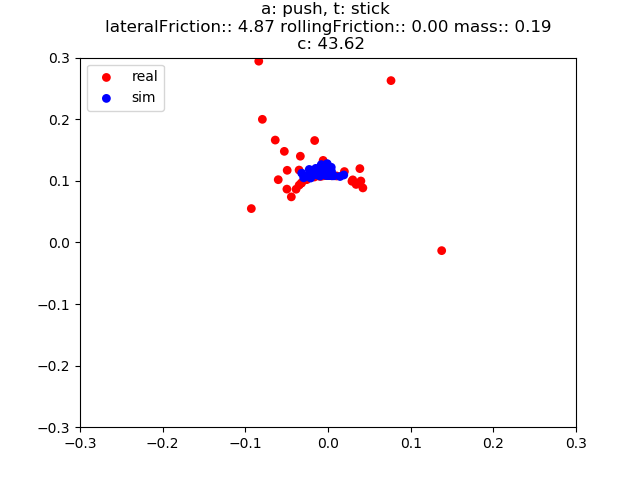 a: push, t: stick
lateralFriction:: 4.87 rollingFriction:: 0.00 mass:: 0.19
c: 43.62
real
sim
0.3
0.2
0.1
0.0
−0.1
−0.2
−0.3
−0.3
−0.2
−0.1
0.0
0.1
0.2
0.3